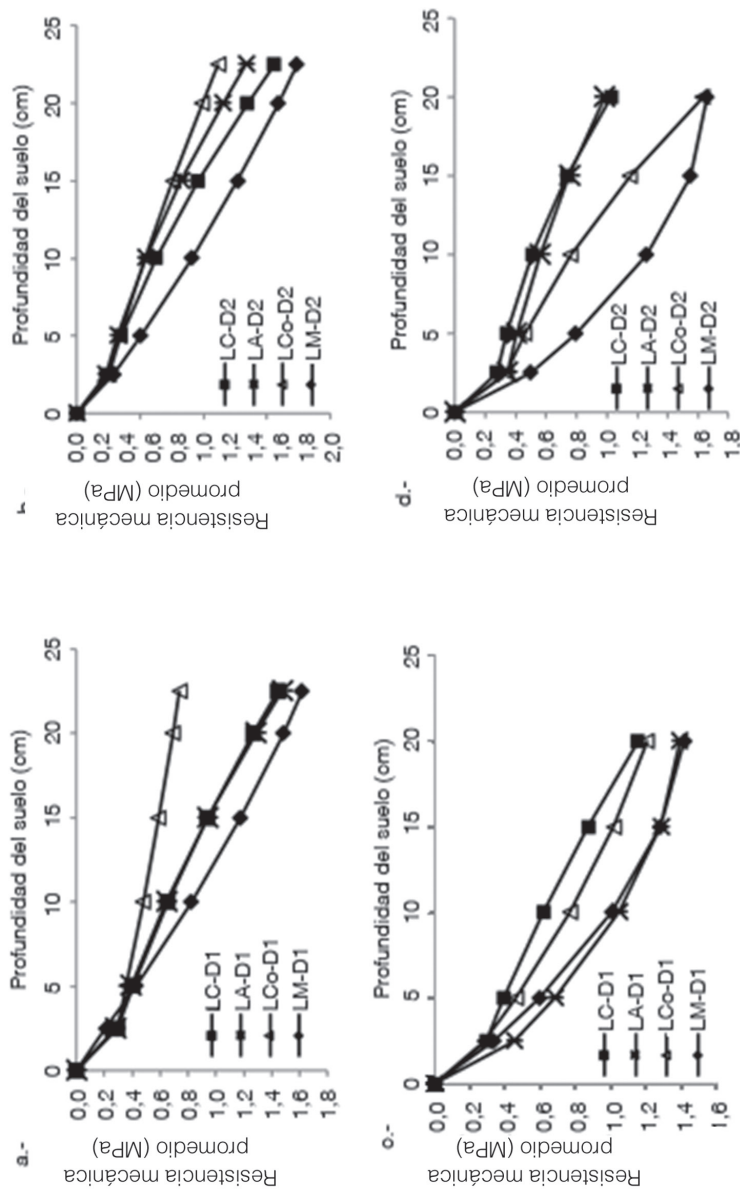 a.-
Profundidad del suelo (cm)
0 5 10 15 20 25
0,0
0,2
0,4
0,6
0,8
1,0
1,2
1,4
1,6
1,8
Resistencia mecánica
promedio (MPa)
LC-D1
LA-D1
LCo-D1
LM-D1
Profundidad del suelo (cm)
0 5 10 15 20 25
0,0
0,2
0,4
0,6
0,8
1,0
1,2
1,4
1,6
1,8
2,0
Resistencia mecánica
promedio (MPa)
LC-D2
LA-D2
LCo-D2
LM-D2
c.-
Profundidad del suelo (cm)
0 5 10 15 20 25
0,0
0,2
0,4
0,6
0,8
1,0
1,2
1,4
1,6
Resistencia mecánica
promedio (MPa)
LC-D1
LA-D1
LCo-D1
LM-D1
d.-
Profundidad del suelo (cm)
0 5 10 15 20 25
0,0
0,2
0,4
0,6
0,8
1,0
1,2
1,4
1,6
1,8
Resistencia mecánica
promedio (MPa)
LC-D2
LA-D2
LCo-D2
LM-D2